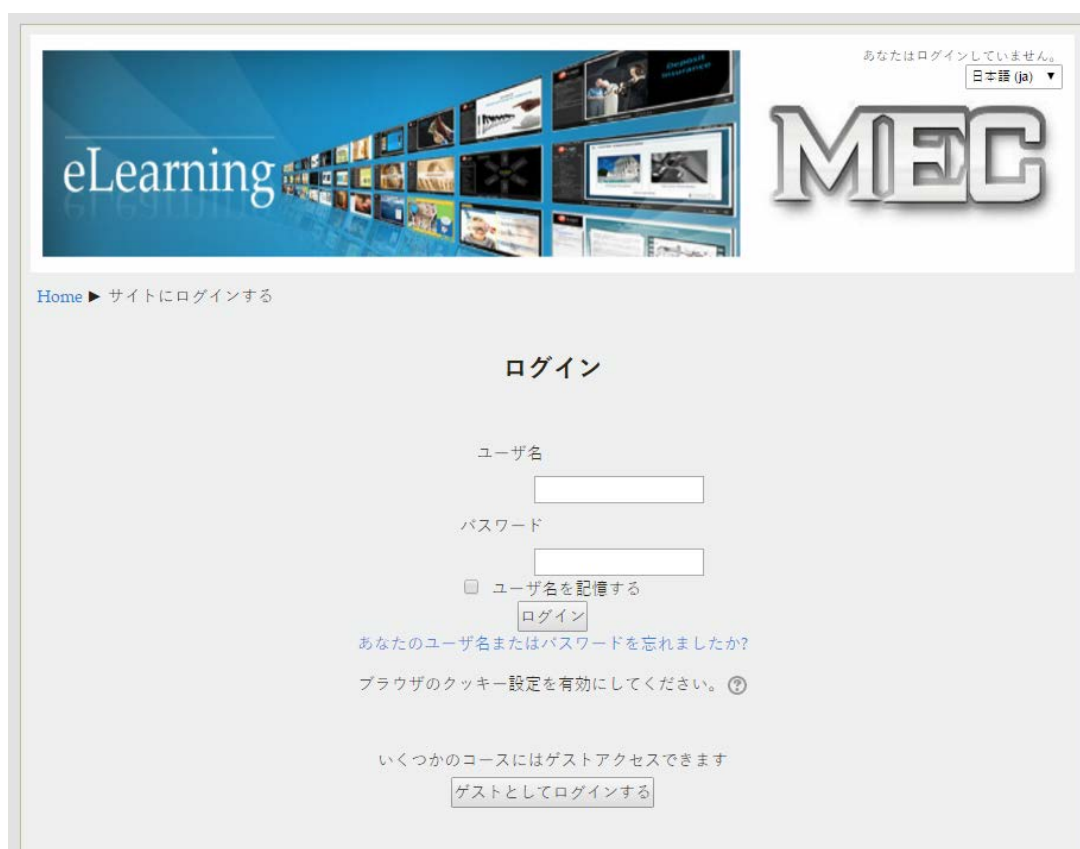 あなたはログインしていません。
日本語 (ja) ▼
eLearning
Deposit
Insurance
MEC
Home ▶ サイトにログインする
ログイン
ユーザ名
パスワード
ユーザ名を記憶する
ログイン
あなたのユーザ名またはパスワードを忘れましたか?
ブラウザのクッキー設定を有効にしてください。
いくつかのコースにはゲストアクセスできます
ゲストとしてログインする